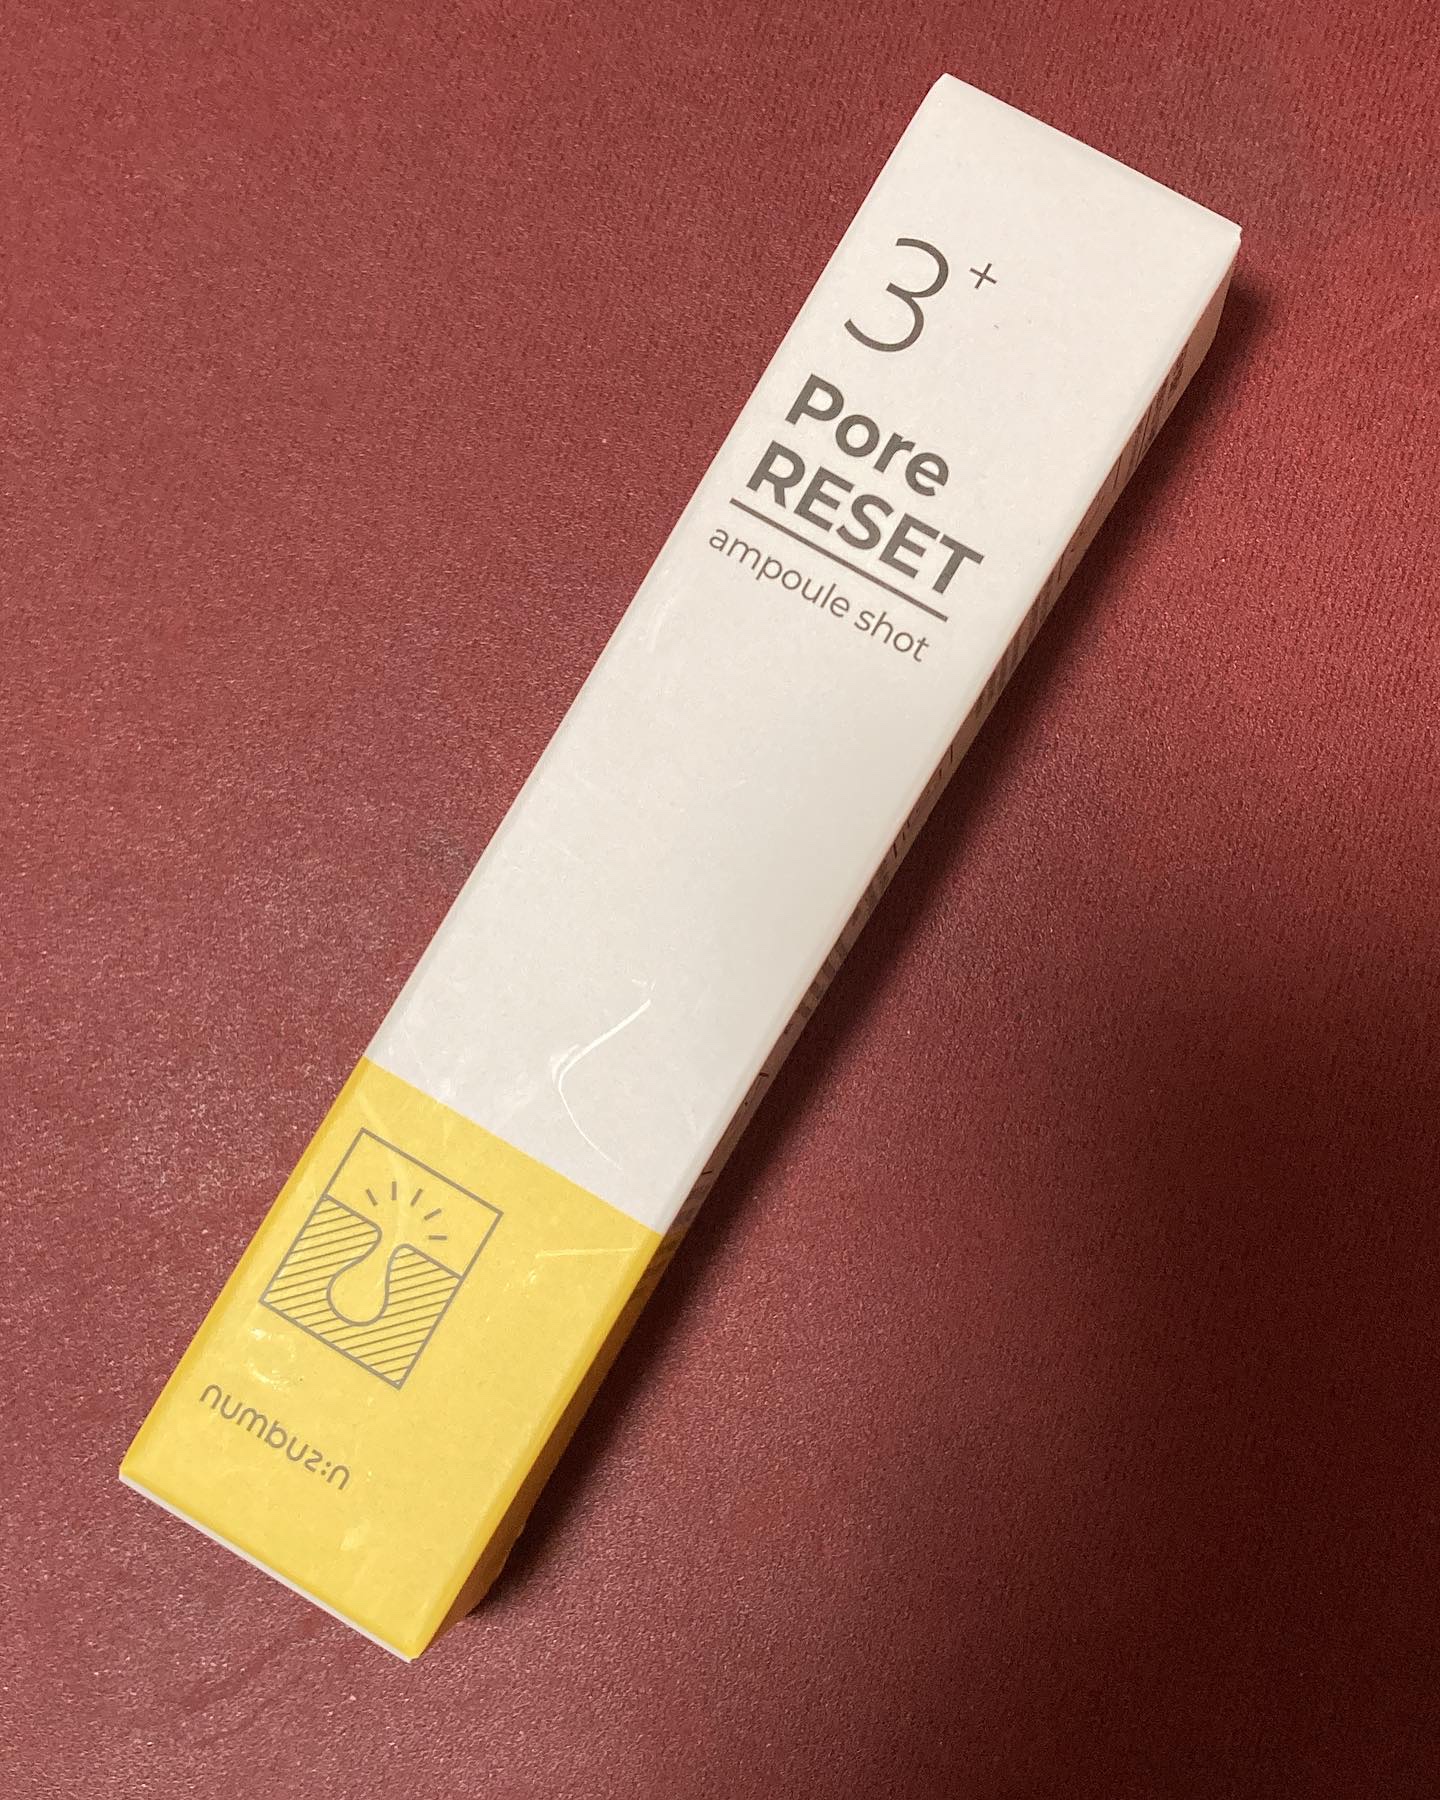 3+
Pore
RESET
ampoule shot
numbuz:n